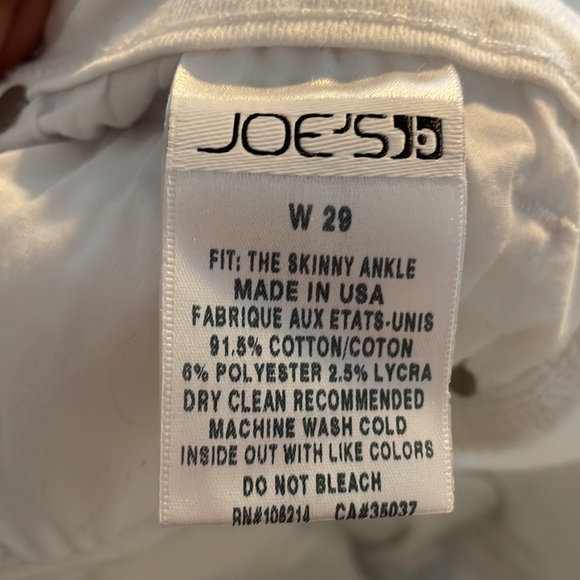 JOE'S
W 29
FIT: THE SKINNY ANKLE
MADE IN USA
FABRIQUE AUX ETATS-UNIS
91.5% COTTON/COTON
6% POLYESTER 2.5% LYCRA
DRY CLEAN RECOMMENDED
MACHINE WASH COLD
INSIDE OUT WITH LIKE COLORS
DO NOT BLEACH
RN#106214 CA#35037